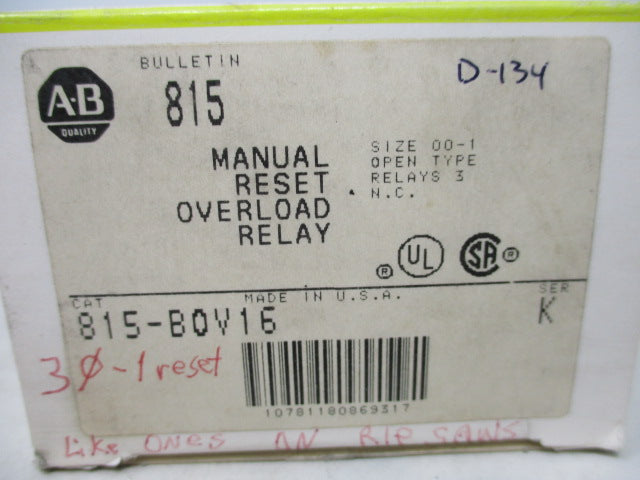 BULLETIN
815
D-134
A-B
QUALITY
MANUAL
RESET
OVERLOAD
RELAY
SIZE 00-1
OPEN TYPE
RELAYS 3
N.C.
® UL SA ®
CAT
MADE IN U.S.A.
SER
815-BOV16
K
3Ø-1 reset
10781180869317
Like ONES ON RIP SAWS